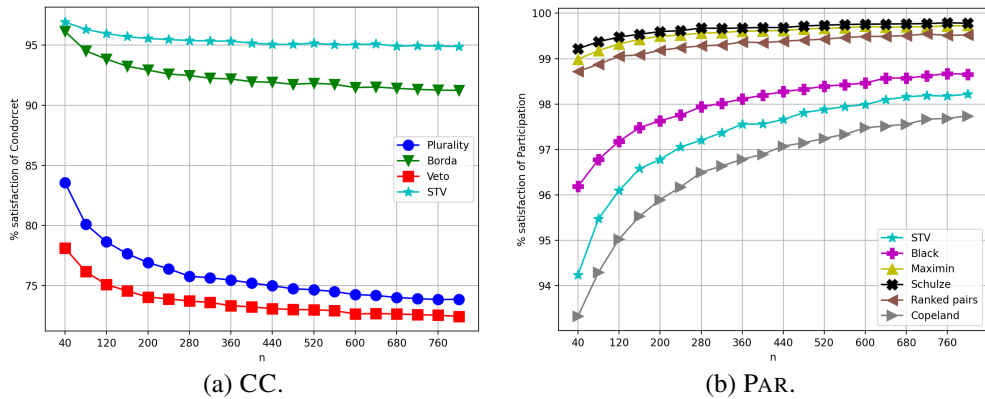 % satisfaction of Condorcet
95
90
85
80
75
40 120 200 280 360 440 520 600 680 760
n
Plurality
Borda
Veto
STV
(a) CC.
% satisfaction of Participation
100
99
98
97
96
95
94
40 120 200 280 360 440 520 600 680 760
n
STV
Black
Maximin
Schulze
Ranked pairs
Copeland
(b) PAR.